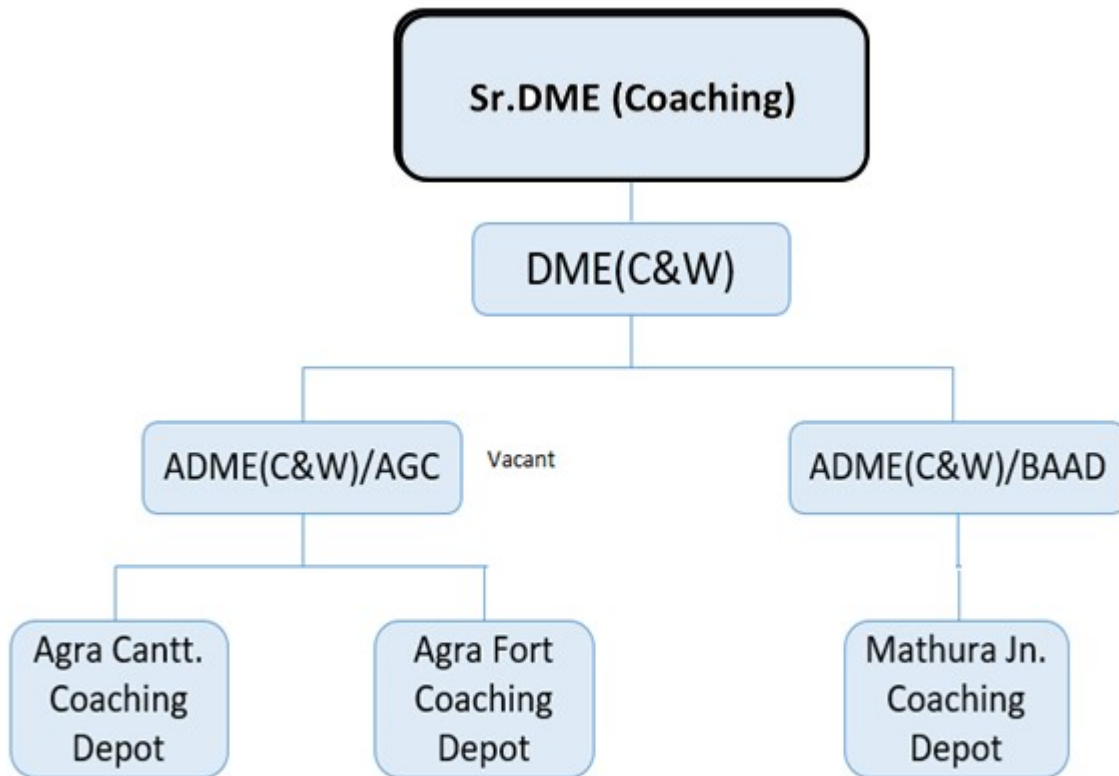 Sr.DME (Coaching)
DME(C&W)
ADME(C&W)/AGC
Vacant
ADME(C&W)/BAAD
Agra Cantt.
Coaching
Depot
Agra Fort
Coaching
Depot
Mathura Jn.
Coaching
Depot